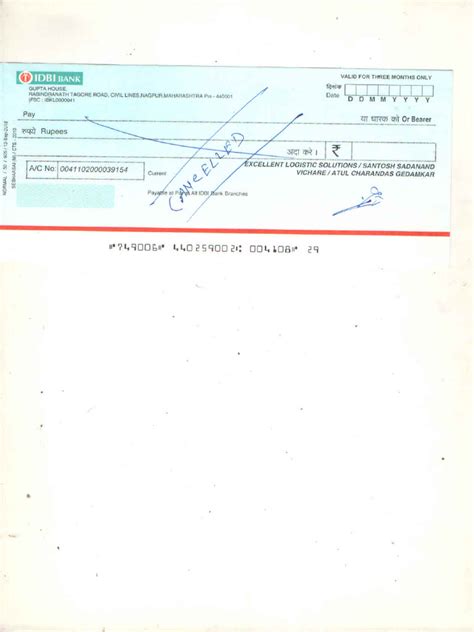 IDBI BANK
GUPTA HOUSE,
RABINDRANATH TAGORE ROAD, CIVIL LINES,NAGPUR,MAHARASHTRA Pin - 440001
IFSC : IBKL0000041
VALID FOR THREE MONTHS ONLY
दिनांक
Date
D D M M Y Y Y Y
Pay
या धारक को Or Bearer
रुपये Rupees
अदा करें।
₹
CANCELLED
A/C No: 0041102000039154
Current
Payable at Par at All IDBI Bank Branches
EXCELLENT LOGISTIC SOLUTIONS / SANTOSH SADANAND
VICHARE / ATUL CHARANDAS GEDAMKAR
⑈749006⑈ 440259002⑆ 004108⑈ 29